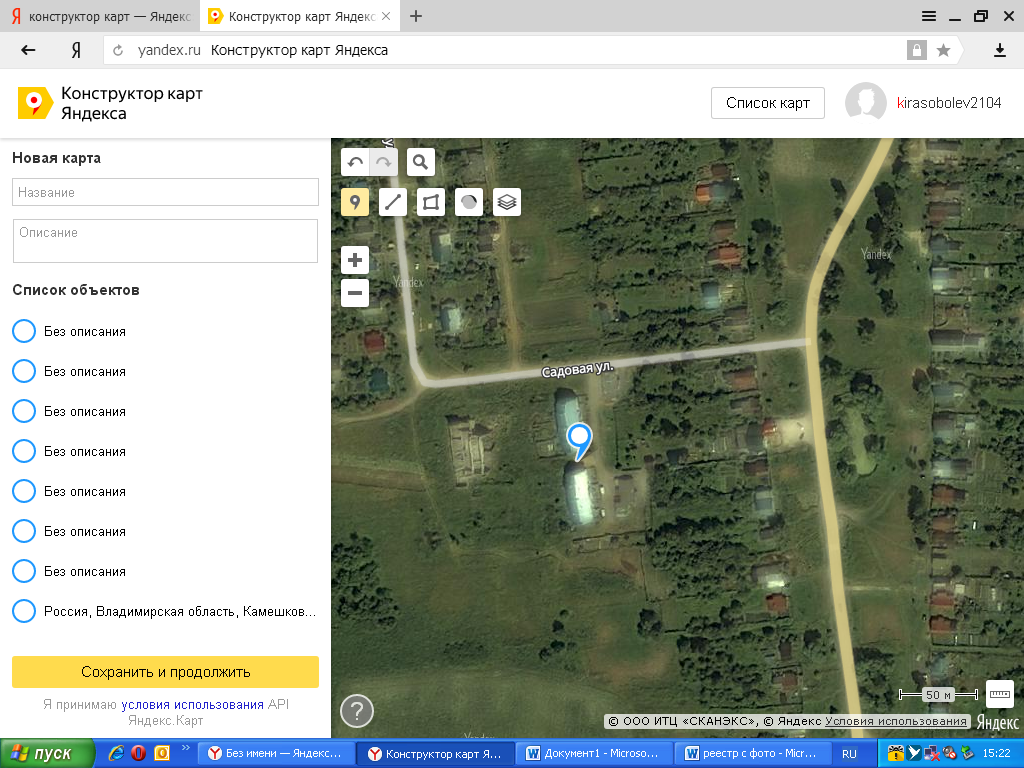 конструктор карт — Яндекс
Конструктор карт Яндекс
yandex.ru Конструктор карт Яндекса
Конструктор карт
Яндекса
Список карт
kirasobolev2104
Новая карта
Название
Описание
Список объектов
Без описания
Без описания
Без описания
Без описания
Без описания
Без описания
Без описания
Россия, Владимирская область, Камешков...
Сохранить и продолжить
Я принимаю условия использования API
Яндекс.Карт
Yandex
Yandex
Садовая ул.
50 м
?
© ООО ИТЦ «СКАНЭКС», © Яндекс Условия использования
Яндекс
Yandex
пуск
Без имени — Яндекс...
Конструктор карт Я...
Документ1 - Microso...
реестр с фото - Micr...
RU
15:22